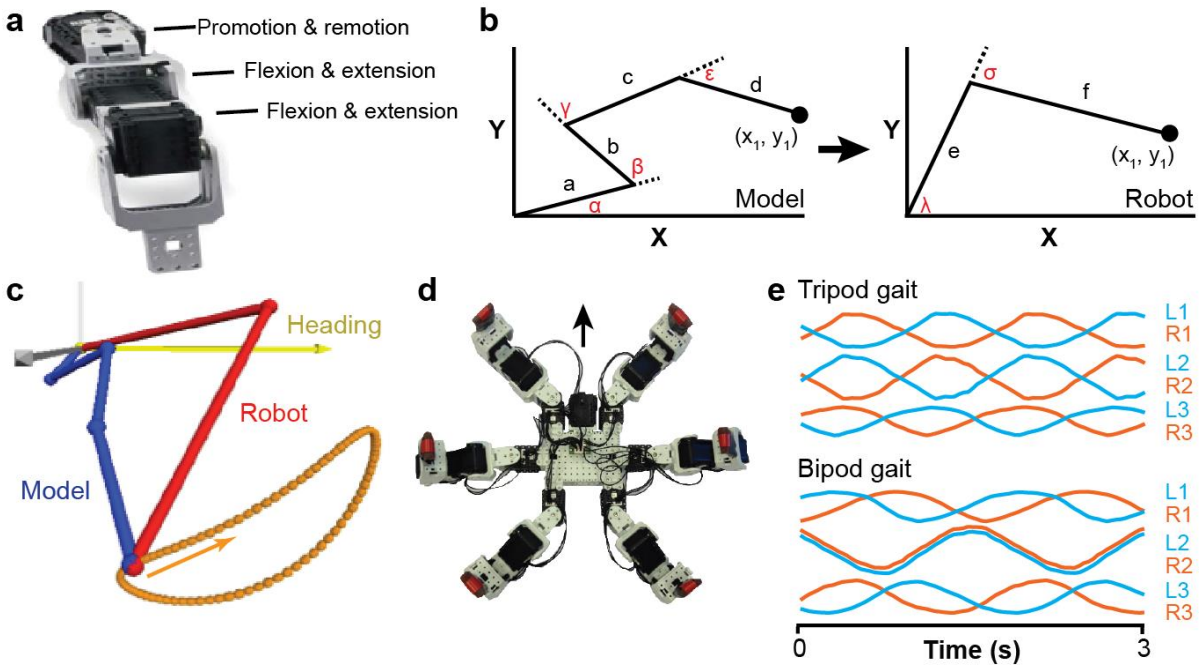 a
Promotion & remotion
Flexion & extension
Flexion & extension
b
Y
a
b
c
d
α
β
γ
ε
(x1, y1)
Model
X
Y
e
f
λ
σ
(x1, y1)
Robot
X
c
Heading
Robot
Model
d
e
Tripod gait
L1
R1
L2
R2
L3
R3
Bipod gait
L1
R1
L2
R2
L3
R3
0
Time (s)
3